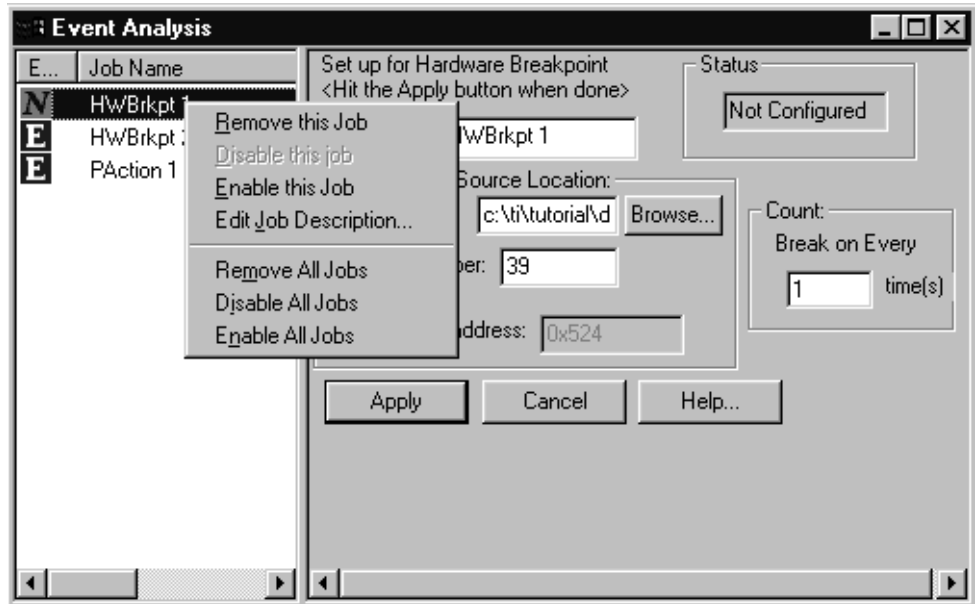 Event Analysis
E... Job Name
N HWBrkpt 1
E HWBrkpt
E PAction 1
Remove this Job
Disable this job
Enable this Job
Edit Job Description...
Remove All Jobs
Disable All Jobs
Enable All Jobs
Set up for Hardware Breakpoint
<Hit the Apply button when done>
HWBrkpt 1
Source Location:
c:\ti\tutorial\d Browse...
ber: 39
address: 0x524
Status
Not Configured
Count:
Break on Every
1 time(s)
Apply Cancel Help...